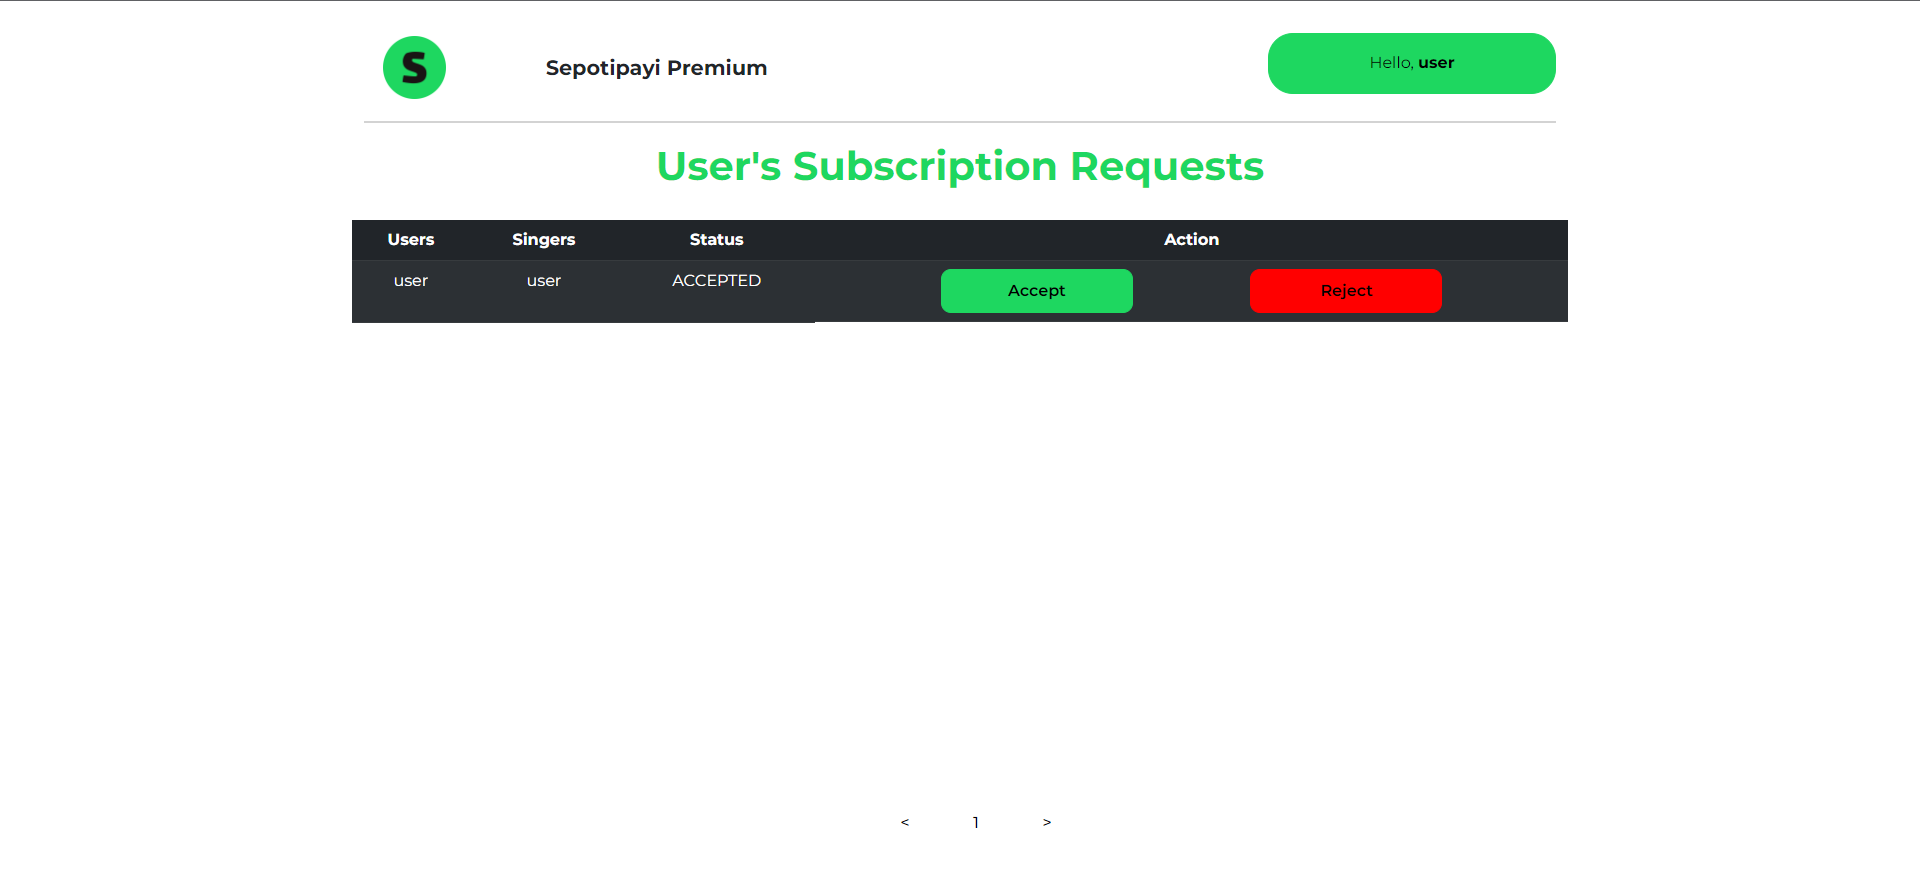 S
Sepotipayi Premium
Hello, user
User's Subscription Requests
Users Singers Status Action
user user ACCEPTED Accept Reject
< 1 >